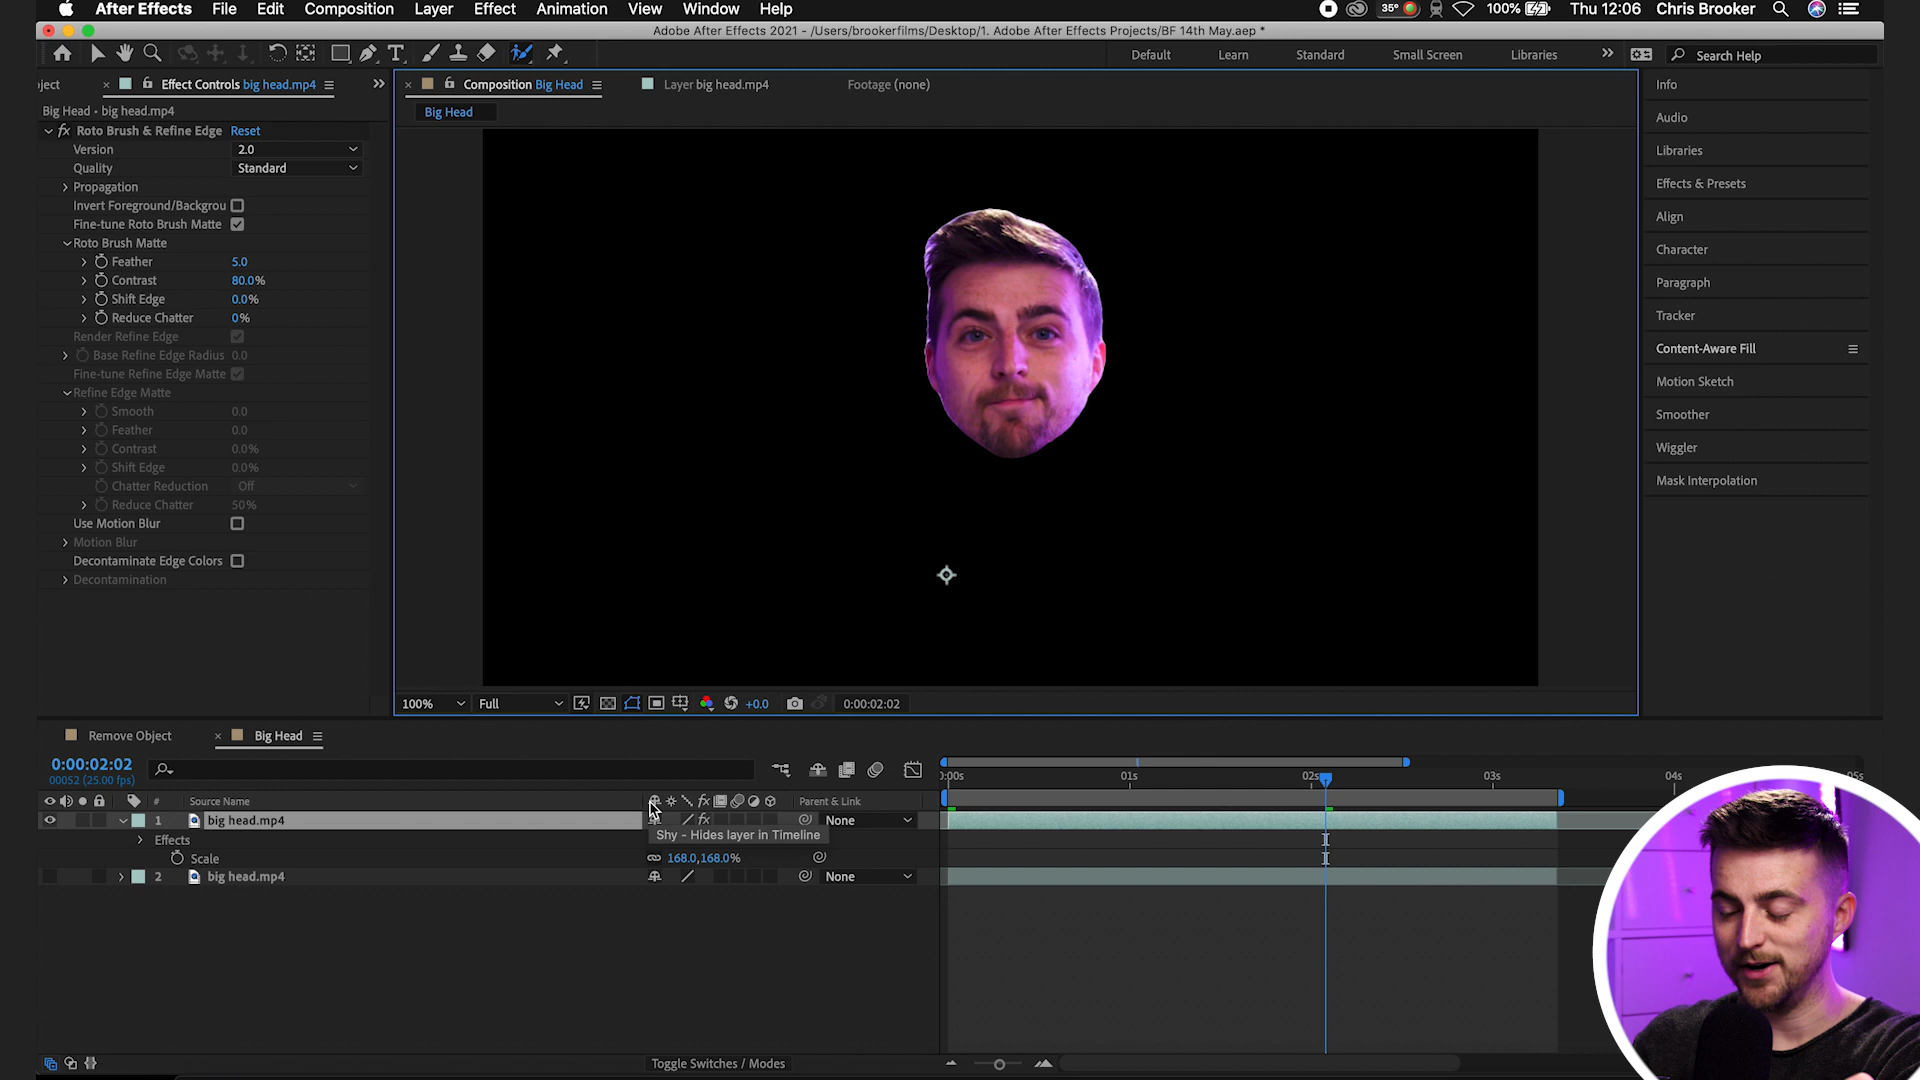 After Effects File Edit Composition Layer Effect Animation View Window Help 35° 100% Thu 12:06 Chris Brooker
Adobe After Effects 2021 - /Users/brookerfilms/Desktop/1. Adobe After Effects Projects/BF 14th May.aep *
Default Learn Standard Small Screen Libraries Search Help
ject Effect Controls big head.mp4
Composition Big Head Layer big head.mp4 Footage (none)
Big Head • big head.mp4
Big Head
Roto Brush & Refine Edge Reset
Version 2.0
Quality Standard
Propagation
Invert Foreground/Backgrou
Fine-tune Roto Brush Matte
Roto Brush Matte
Feather 5.0
Contrast 80.0%
Shift Edge 0.0%
Reduce Chatter 0%
Render Refine Edge
Base Refine Edge Radius 0.0
Fine-tune Refine Edge Matte
Refine Edge Matte
Smooth 0.0
Feather 0.0
Contrast 0.0%
Shift Edge 0.0%
Chatter Reduction Off
Reduce Chatter 50%
Use Motion Blur
Motion Blur
Decontaminate Edge Colors
Decontamination
Info
Audio
Libraries
Effects & Presets
Align
Character
Paragraph
Tracker
Content-Aware Fill
Motion Sketch
Smoother
Wiggler
Mask Interpolation
100% Full +0.0 0:00:02:02
Remove Object Big Head
0:00:02:02
00052 (25.00 fps)
:00s 01s 02s 03s 04s 05s
# Source Name Parent & Link
1 big head.mp4 None
Shy - Hides layer in Timeline
Effects
Scale 168.0,168.0%
2 big head.mp4 None
Toggle Switches / Modes